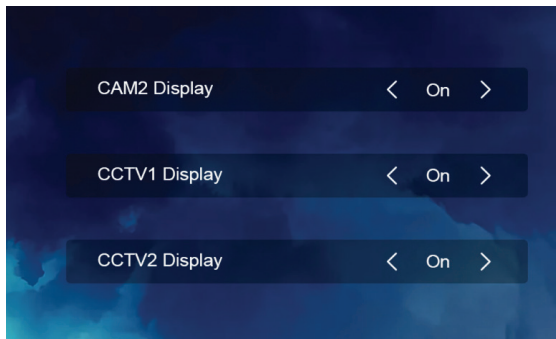 CAM2 Display < On >
CCTV1 Display < On >
CCTV2 Display < On >